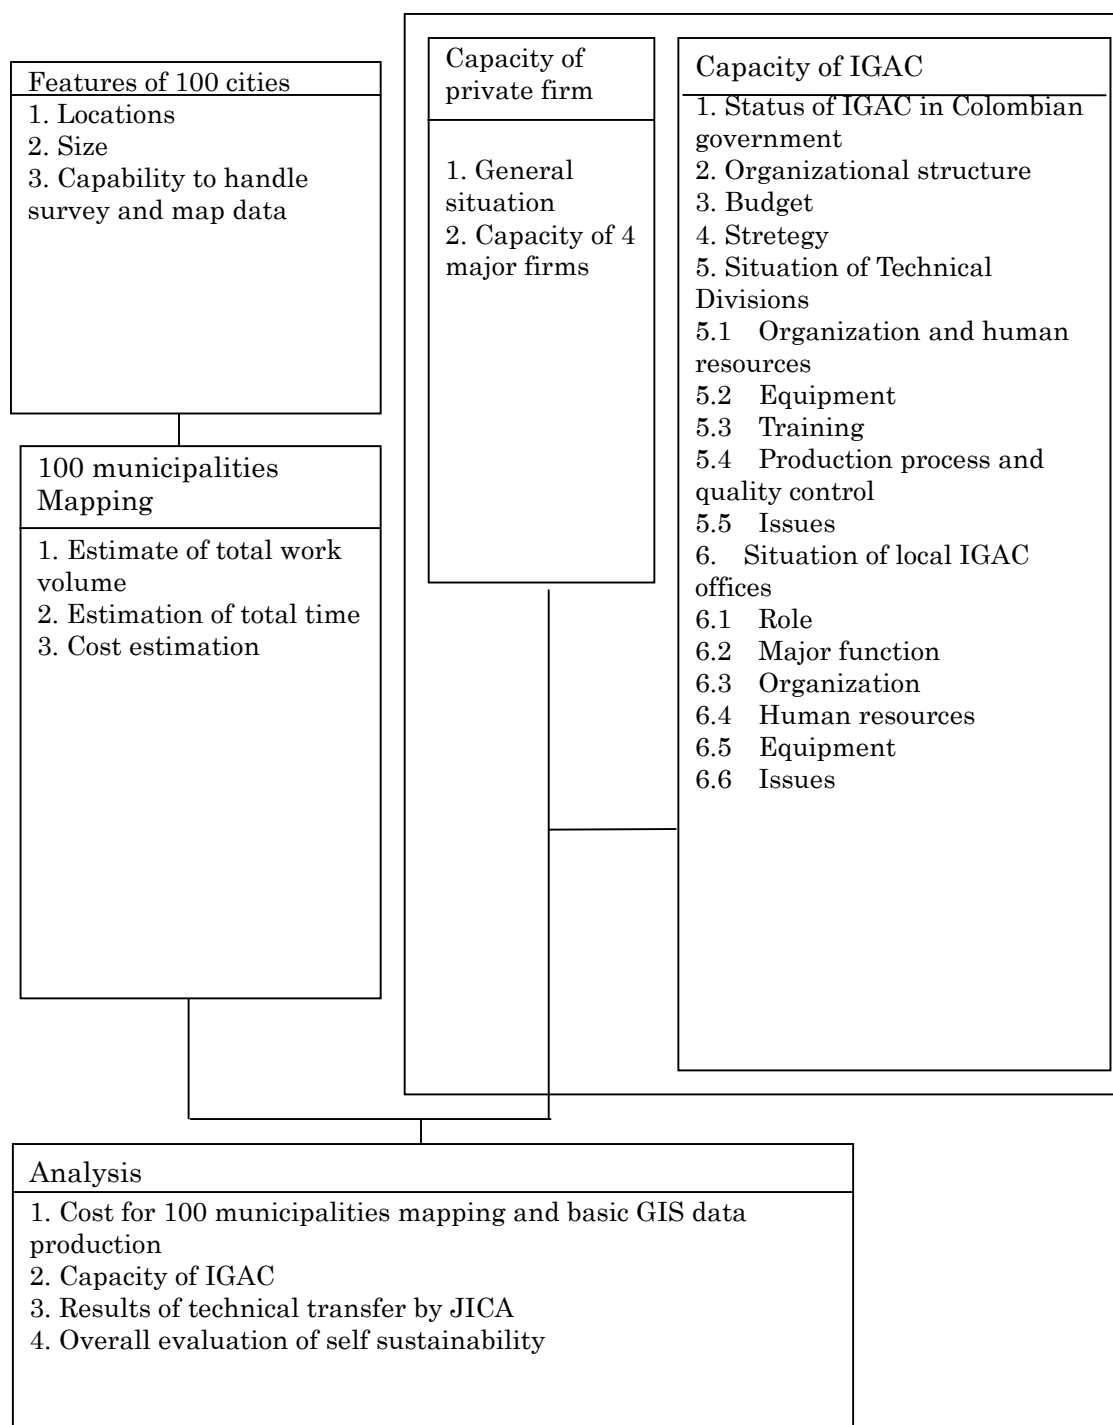 Features of 100 cities
1. Locations
2. Size
3. Capability to handle
survey and map data
100 municipalities
Mapping
1. Estimate of total work
volume
2. Estimation of total time
3. Cost estimation
Capacity of
private firm
1. General
situation
2. Capacity of 4
major firms
Capacity of IGAC
1. Status of IGAC in Colombian
government
2. Organizational structure
3. Budget
4. Stretegy
5. Situation of Technical
Divisions
5.1 Organization and human
resources
5.2 Equipment
5.3 Training
5.4 Production process and
quality control
5.5 Issues
6. Situation of local IGAC
offices
6.1 Role
6.2 Major function
6.3 Organization
6.4 Human resources
6.5 Equipment
6.6 Issues
Analysis
1. Cost for 100 municipalities mapping and basic GIS data
production
2. Capacity of IGAC
3. Results of technical transfer by JICA
4. Overall evaluation of self sustainability